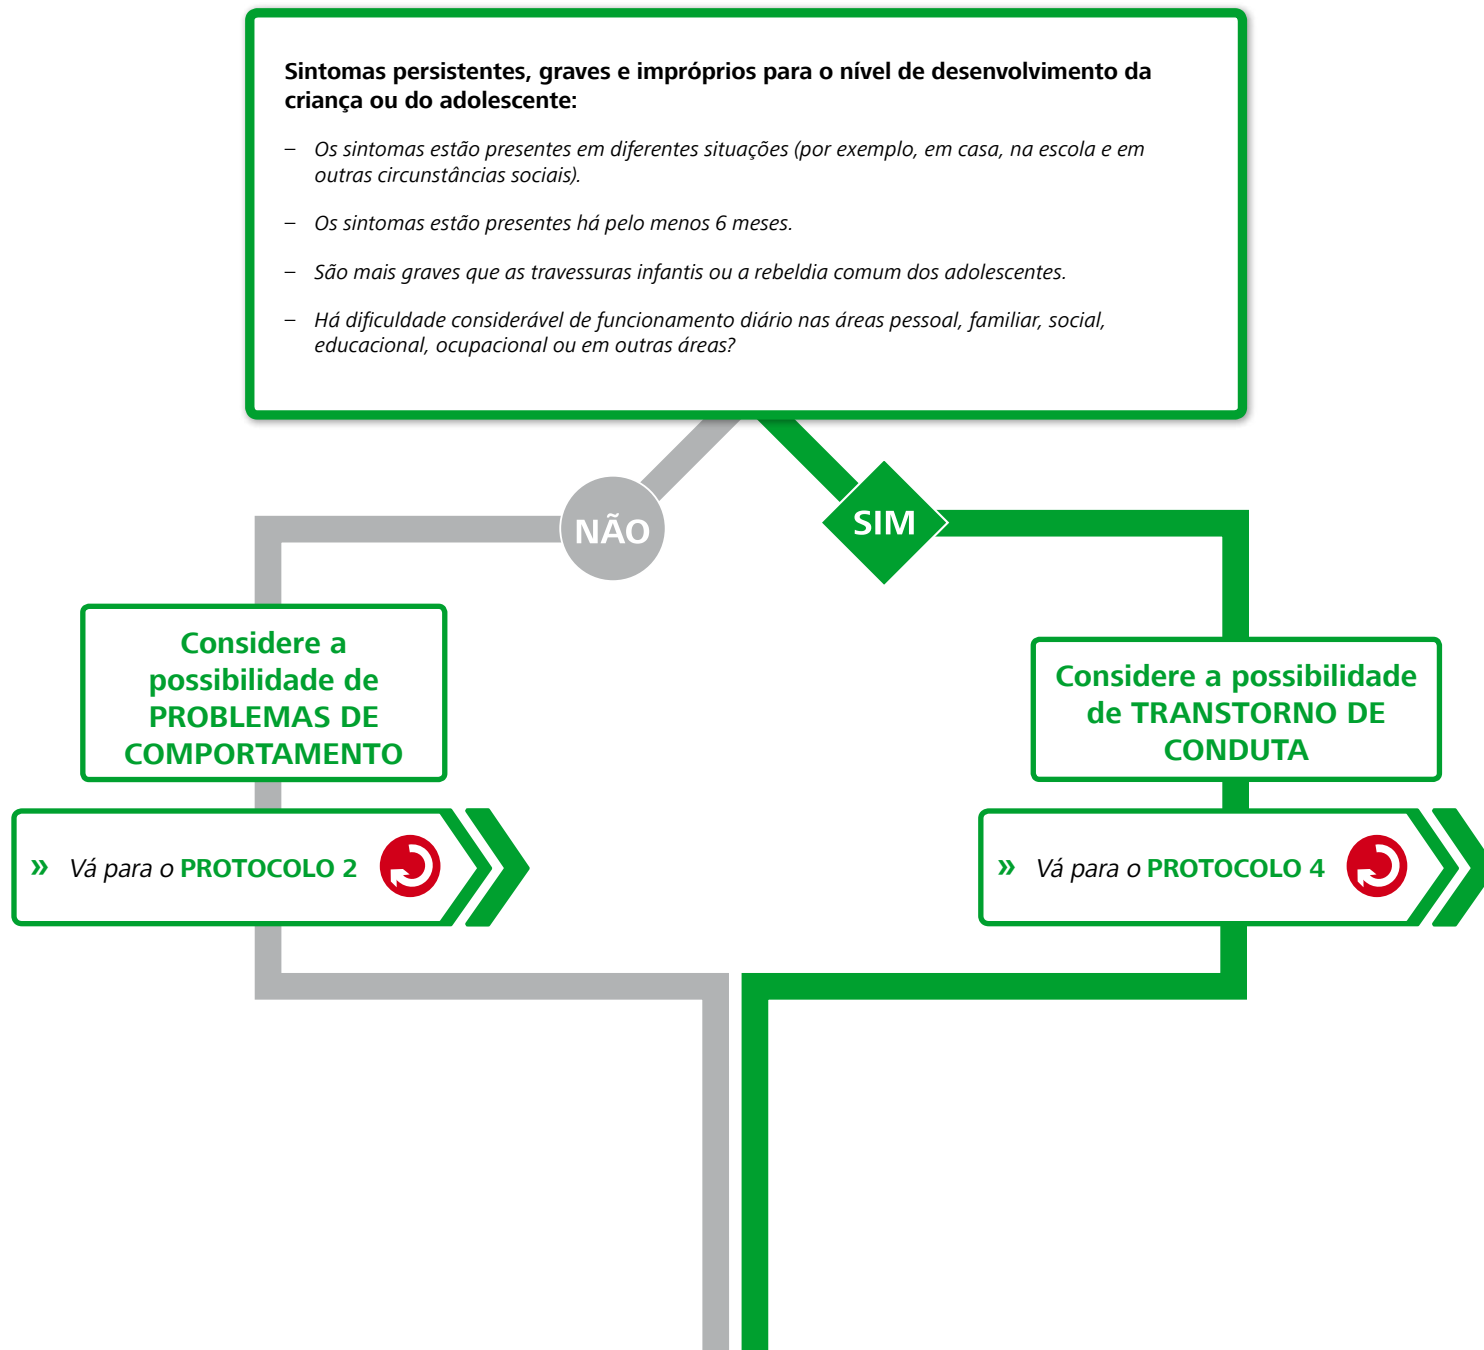 Sintomas persistentes, graves e impróprios para o nível de desenvolvimento da
criança ou do adolescente:
– Os sintomas estão presentes em diferentes situações (por exemplo, em casa, na escola e em
outras circunstâncias sociais).
– Os sintomas estão presentes há pelo menos 6 meses.
– São mais graves que as travessuras infantis ou a rebeldia comum dos adolescentes.
– Há dificuldade considerável de funcionamento diário nas áreas pessoal, familiar, social,
educacional, ocupacional ou em outras áreas?
NÃO
SIM
Considere a
possibilidade de
PROBLEMAS DE
COMPORTAMENTO
» Vá para o PROTOCOLO 2
Considere a possibilidade
de TRANSTORNO DE
CONDUTA
» Vá para o PROTOCOLO 4